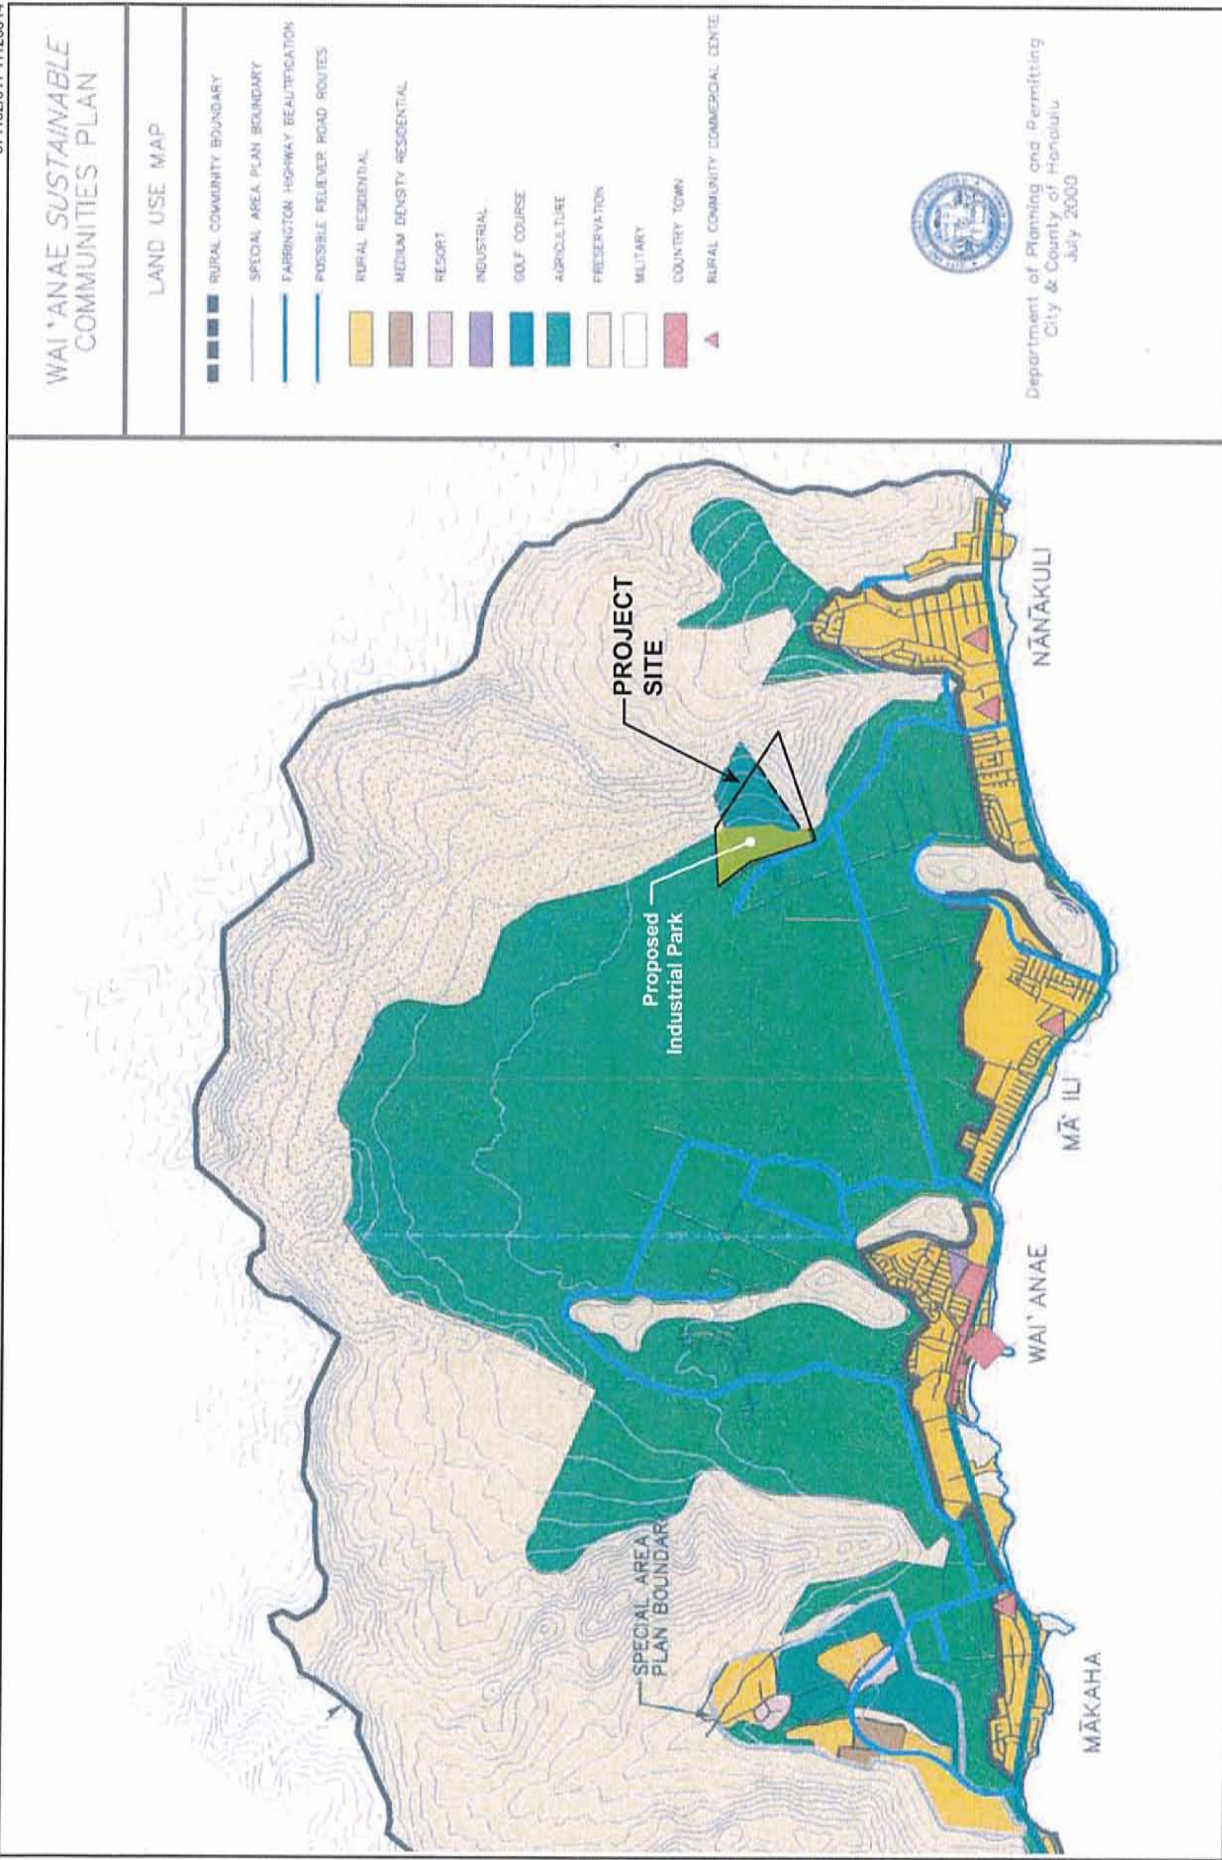 WAI'ANAE SUSTAINABLE
COMMUNITIES PLAN
LAND USE MAP
RURAL COMMUNITY BOUNDARY
SPECIAL AREA PLAN BOUNDARY
FARRINGTON HIGHWAY BEAUTIFICATION
POSSIBLE RELIEVER ROAD ROUTES
RURAL RESIDENTIAL
MEDIUM DENSITY RESIDENTIAL
RESORT
INDUSTRIAL
GOLF COURSE
AGRICULTURE
PRESERVATION
MILITARY
COUNTRY TOWN
RURAL COMMUNITY COMMERCIAL CENTE
Department of Planning and Permitting
City & County of Honolulu
July 2000
PROJECT
SITE
Proposed
Industrial Park
SPECIAL AREA
PLAN BOUNDARY
NĀNĀKULI
MĀ'ILI
WAI'ANAE
MĀKAHA